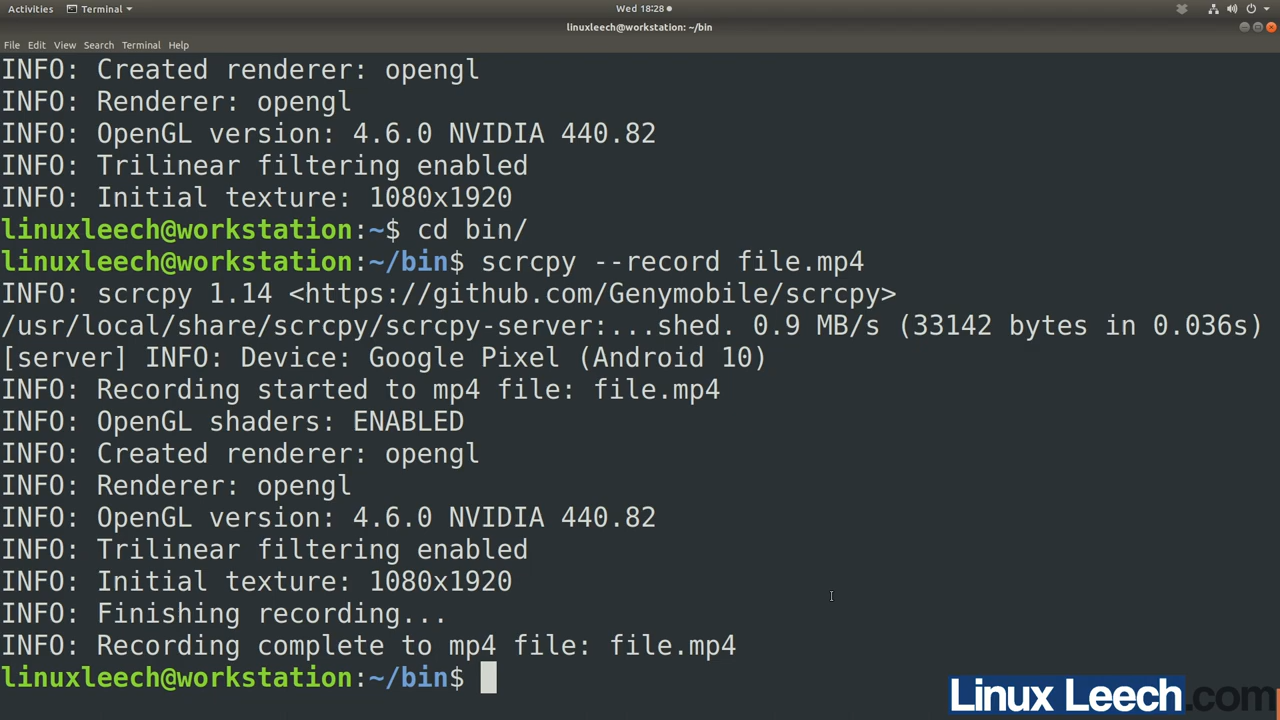 Activities Terminal Wed 18:28
linuxleech@workstation: ~/bin
File Edit View Search Terminal Help
INFO: Created renderer: opengl
INFO: Renderer: opengl
INFO: OpenGL version: 4.6.0 NVIDIA 440.82
INFO: Trilinear filtering enabled
INFO: Initial texture: 1080x1920
linuxleech@workstation:~$ cd bin/
linuxleech@workstation:~/bin$ scrcpy --record file.mp4
INFO: scrcpy 1.14 <https://github.com/Genymobile/scrcpy>
/usr/local/share/scrcpy/scrcpy-server:...shed. 0.9 MB/s (33142 bytes in 0.036s)
[server] INFO: Device: Google Pixel (Android 10)
INFO: Recording started to mp4 file: file.mp4
INFO: OpenGL shaders: ENABLED
INFO: Created renderer: opengl
INFO: Renderer: opengl
INFO: OpenGL version: 4.6.0 NVIDIA 440.82
INFO: Trilinear filtering enabled
INFO: Initial texture: 1080x1920
INFO: Finishing recording...
INFO: Recording complete to mp4 file: file.mp4
linuxleech@workstation:~/bin$
Linux Leech.com